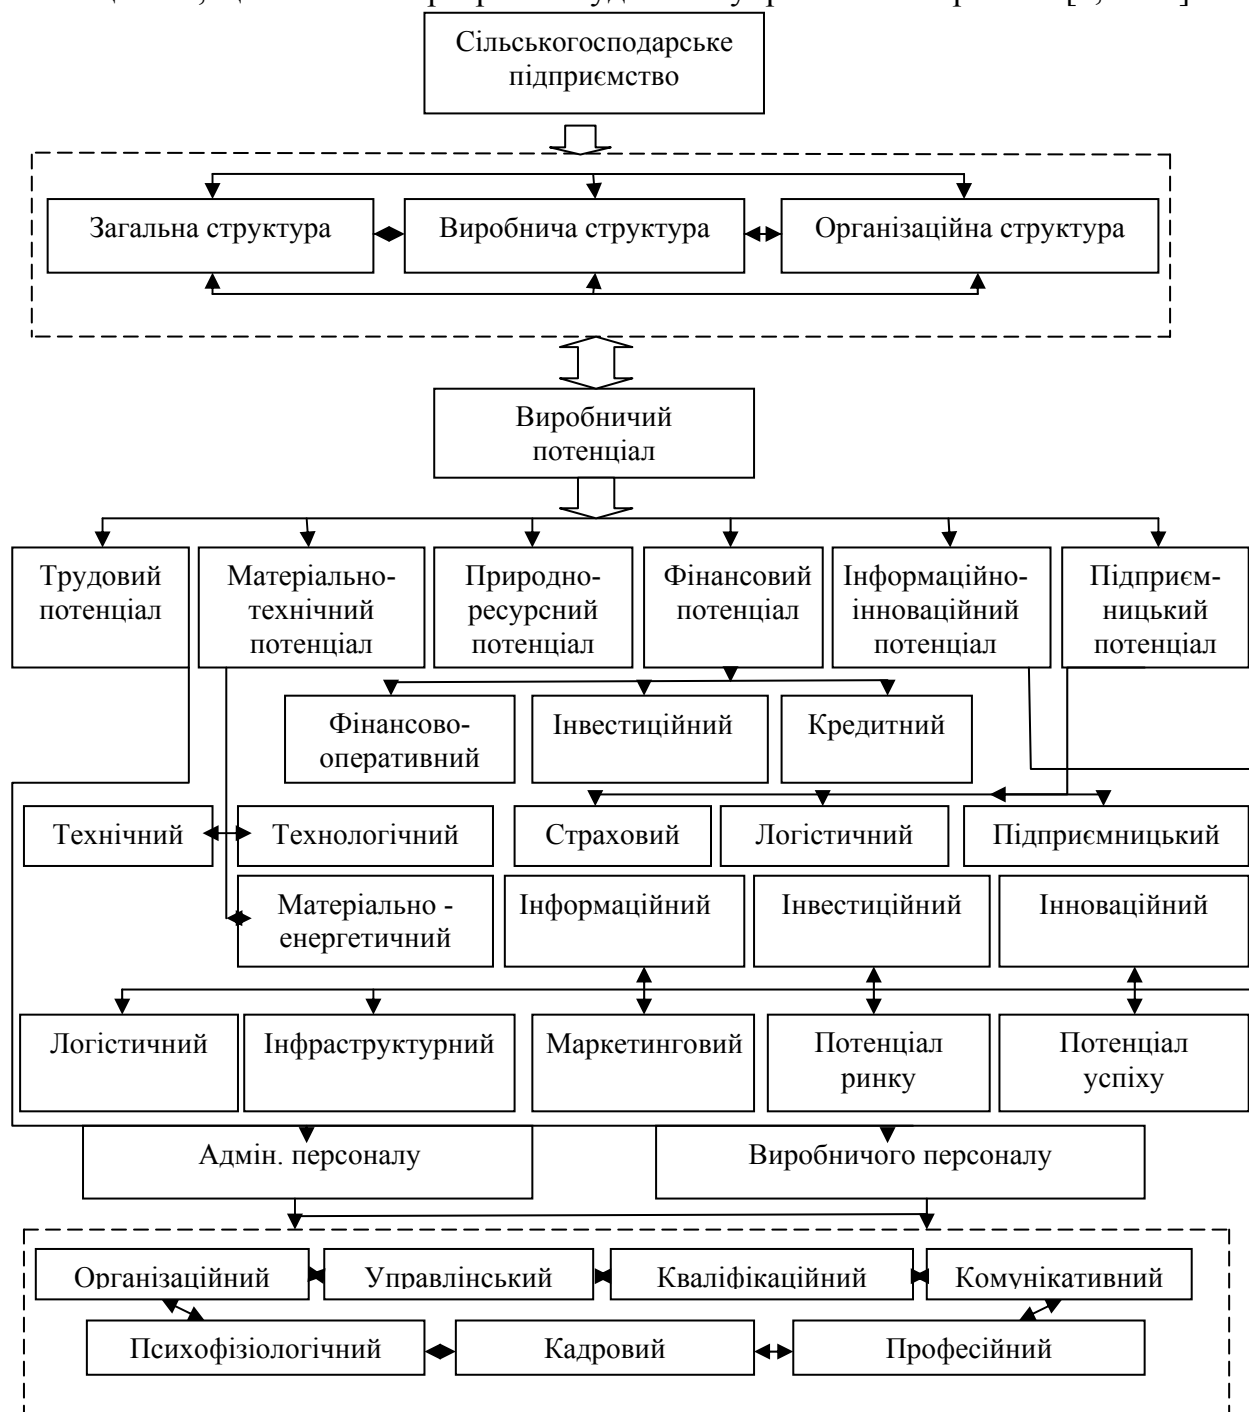 Сільськогосподарське
підприємство
Загальна структура
Виробнича структура
Організаційна структура
Виробничий
потенціал
Трудовий
потенціал
Матеріально-
технічний
потенціал
Природно-
ресурсний
потенціал
Фінансовий
потенціал
Інформаційно-
інноваційний
потенціал
Підприєм-
ницький
потенціал
Фінансово-
оперативний
Інвестиційний
Кредитний
Технічний
Технологічний
Страховий
Логістичний
Підприємницький
Матеріально -
енергетичний
Інформаційний
Інвестиційний
Інноваційний
Логістичний
Інфраструктурний
Маркетинговий
Потенціал
ринку
Потенціал
успіху
Адмін. персоналу
Виробничого персоналу
Організаційний
Управлінський
Кваліфікаційний
Комунікативний
Психофізіологічний
Кадровий
Професійний